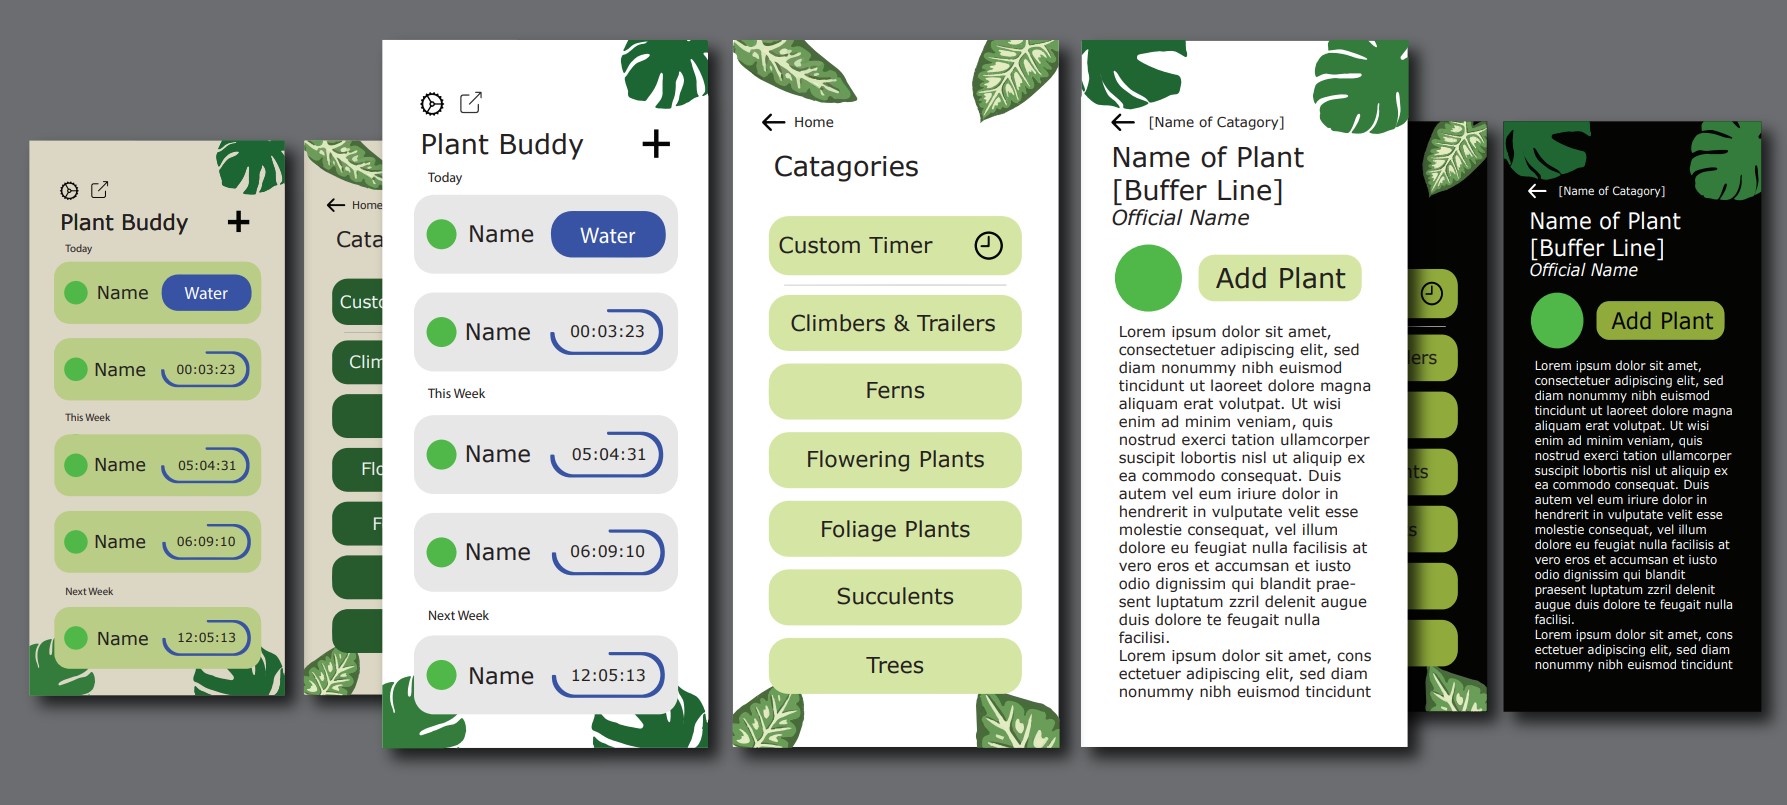 Plant Buddy
Today
Name
Water
Name
00:03:23
This Week
Name
05:04:31
Name
06:09:10
Next Week
Name
12:05:13
Home
Cata
Custo
Clim
Flo
F
Plant Buddy
Today
Name
Water
Name
00:03:23
This Week
Name
05:04:31
Name
06:09:10
Next Week
Name
12:05:13
Home
Catagories
Custom Timer
Climbers & Trailers
Ferns
Flowering Plants
Foliage Plants
Succulents
Trees
[Name of Catagory]
Name of Plant
[Buffer Line]
Official Name
Add Plant
Lorem ipsum dolor sit amet,
consectetuer adipiscing elit, sed
diam nonummy nibh euismod
tincidunt ut laoreet dolore magna
aliquam erat volutpat. Ut wisi
enim ad minim veniam, quis
nostrud exerci tation ullamcorper
suscipit lobortis nisl ut aliquip ex
ea commodo consequat. Duis
autem vel eum iriure dolor in
hendrerit in vulputate velit esse
molestie consequat, vel illum
dolore eu feugiat nulla facilisis at
vero eros et accumsan et iusto
odio dignissim qui blandit prae-
sent luptatum zzril delenit augue
duis dolore te feugait nulla
facilisi.
Lorem ipsum dolor sit amet, cons
ectetuer adipiscing elit, sed diam
nonummy nibh euismod tincidunt
lers
nts
s
[Name of Catagory]
Name of Plant
[Buffer Line]
Official Name
Add Plant
Lorem ipsum dolor sit amet,
consectetuer adipiscing elit, sed
diam nonummy nibh euismod
tincidunt ut laoreet dolore magna
aliquam erat volutpat. Ut wisi
enim ad minim veniam, quis
nostrud exerci tation ullamcorper
suscipit lobortis nisl ut aliquip ex
ea commodo consequat. Duis
autem vel eum iriure dolor in
hendrerit in vulputate velit esse
molestie consequat, vel illum
dolore eu feugiat nulla facilisis at
vero eros et accumsan et iusto
odio dignissim qui blandit
praesent luptatum zzril delenit
augue duis dolore te feugait nulla
facilisi.
Lorem ipsum dolor sit amet, cons
ectetuer adipiscing elit, sed diam
nonummy nibh euismod tincidunt